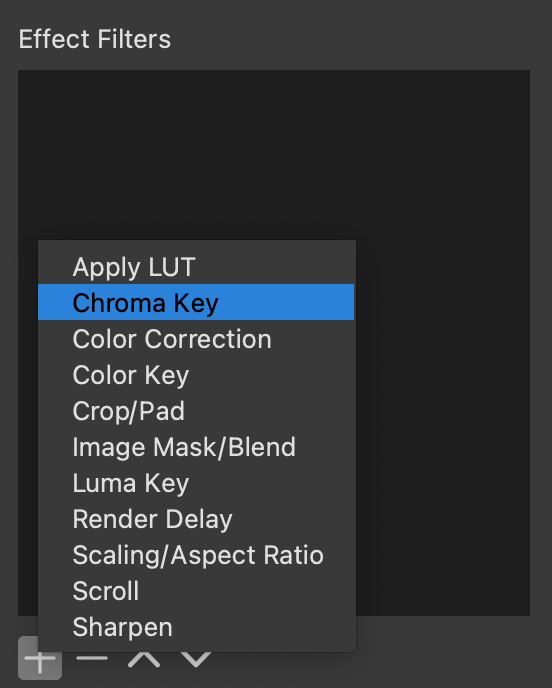 Effect Filters
Apply LUT
Chroma Key
Color Correction
Color Key
Crop/Pad
Image Mask/Blend
Luma Key
Render Delay
Scaling/Aspect Ratio
Scroll
Sharpen